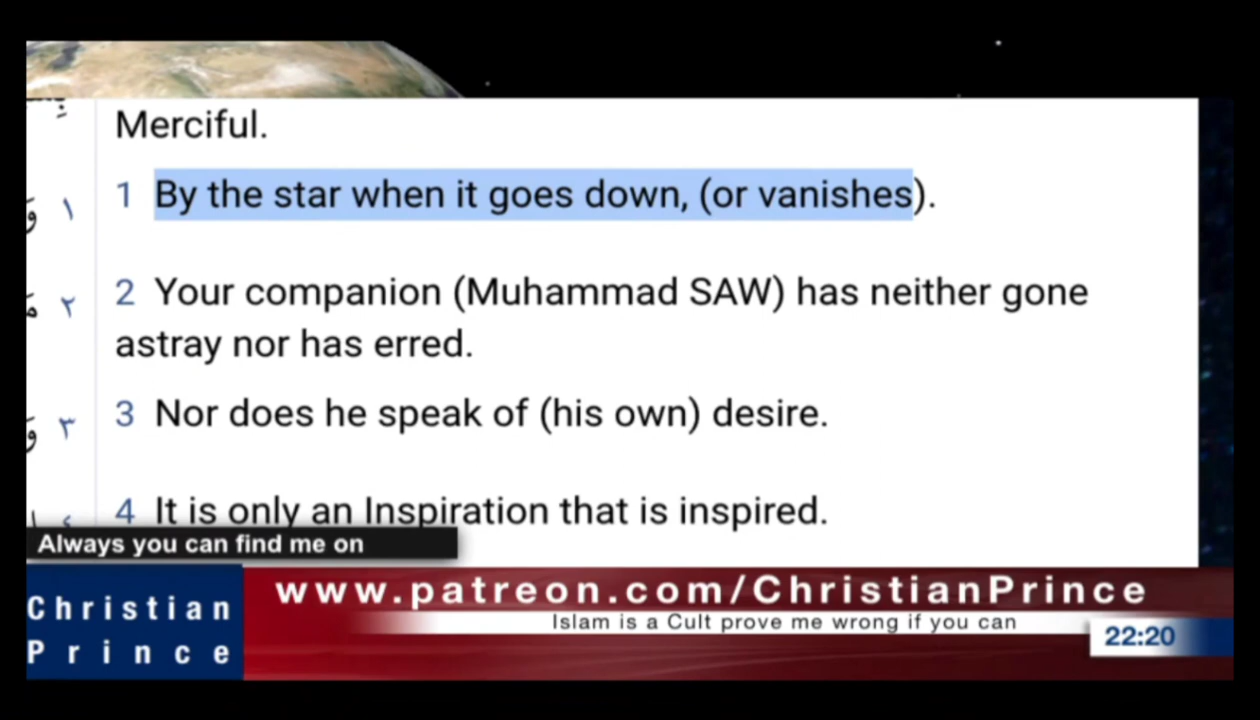 Merciful.
١ 1 By the star when it goes down, (or vanishes).
٢ 2 Your companion (Muhammad SAW) has neither gone
astray nor has erred.
٣ 3 Nor does he speak of (his own) desire.
4 It is only an Inspiration that is inspired.
Always you can find me on
Christian
Prince
www.patreon.com/ChristianPrince
Islam is a Cult prove me wrong if you can
22:20